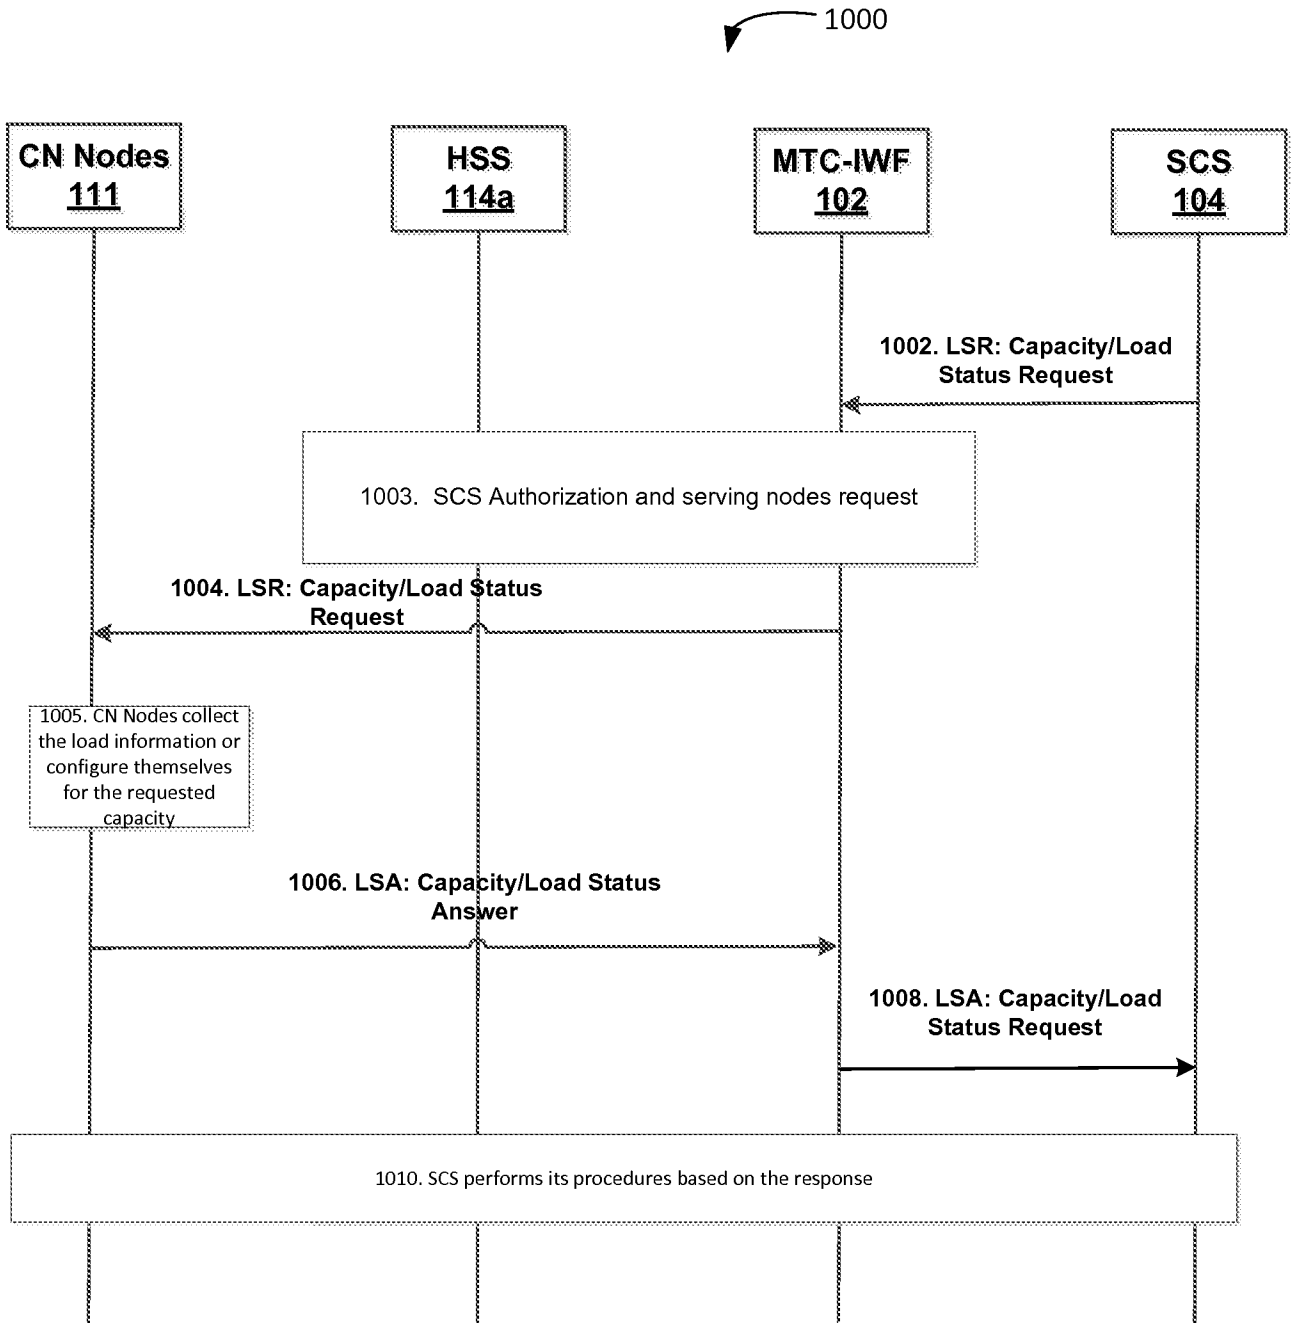 1000
CN Nodes
111
HSS
114a
MTC-IWF
102
SCS
104
1002. LSR: Capacity/Load
Status Request
1003.  SCS Authorization and serving nodes request
1004. LSR: Capacity/Load Status
Request
1005. CN Nodes collect
the load information or
configure themselves
for the requested
capacity
1006. LSA: Capacity/Load Status
Answer
1008. LSA: Capacity/Load
Status Request
1010. SCS performs its procedures based on the response